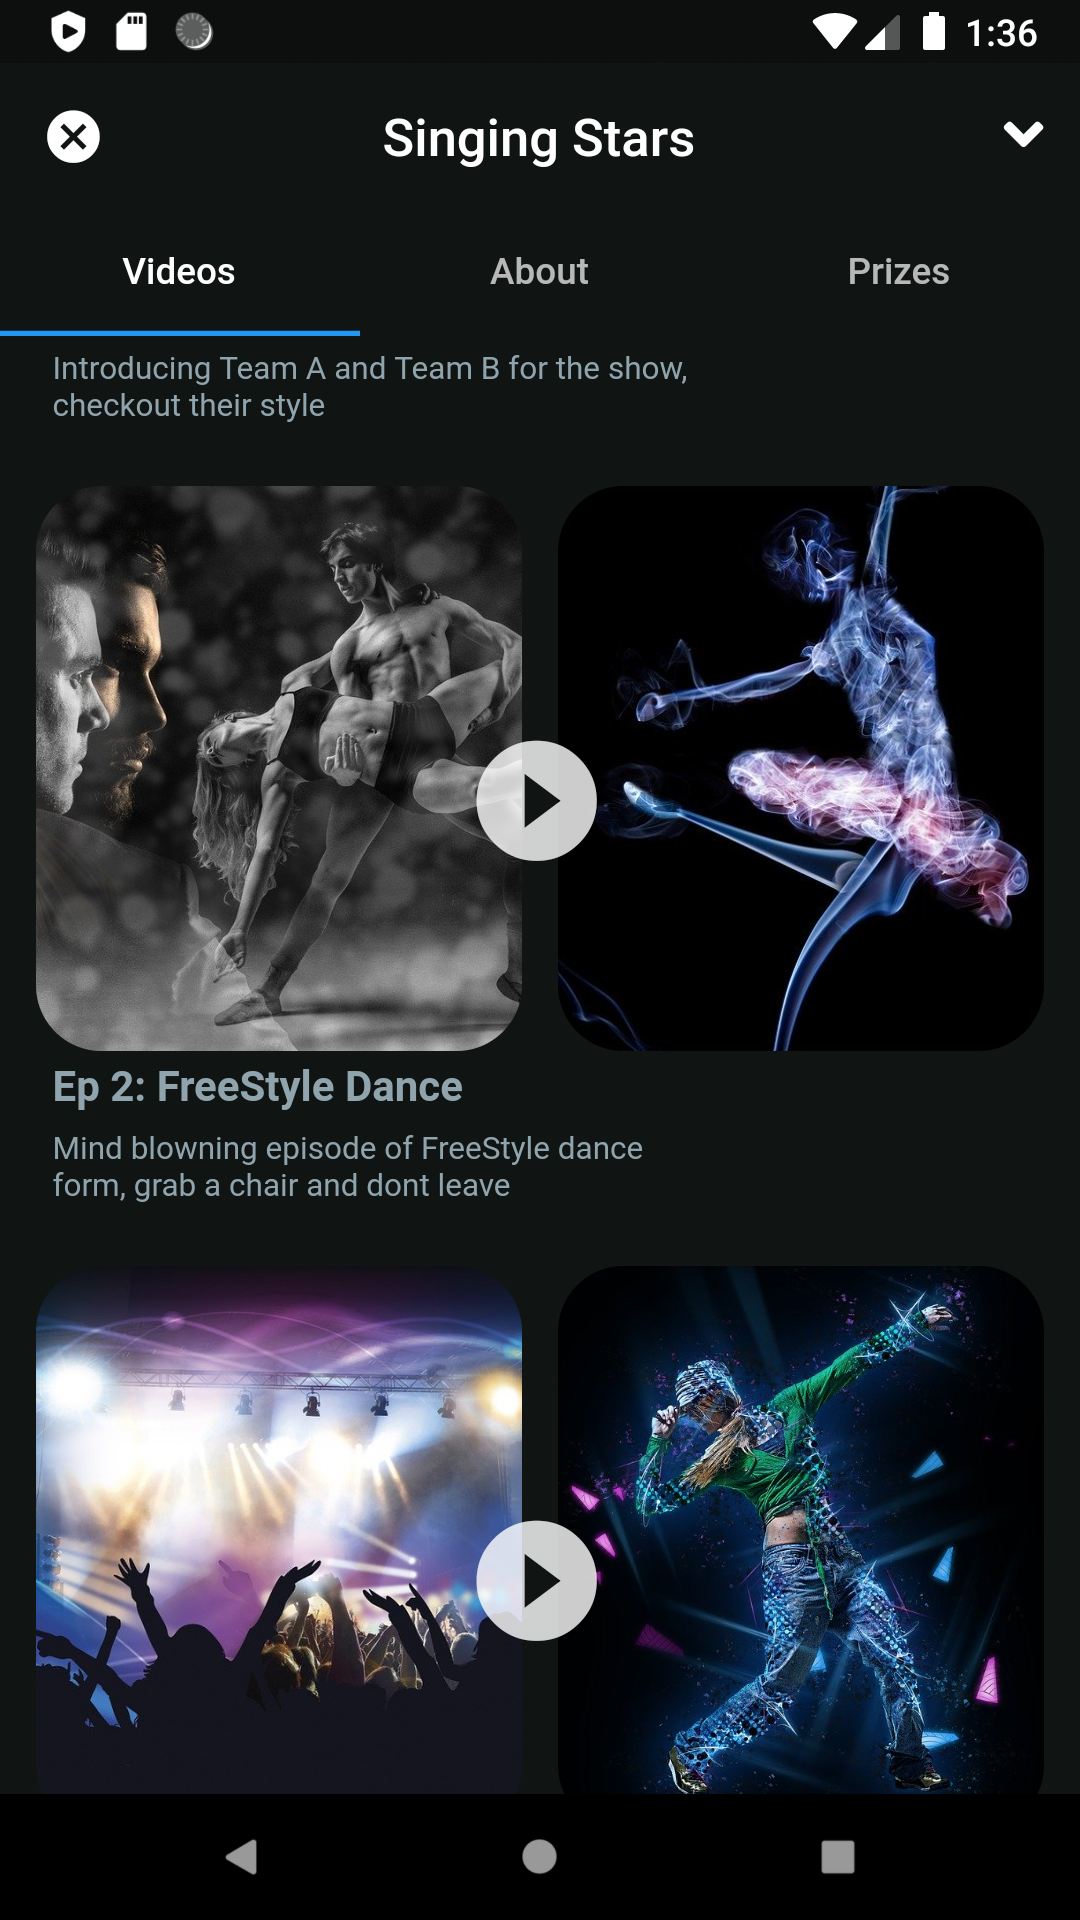 1:36
Singing Stars
Videos About Prizes
Introducing Team A and Team B for the show,
checkout their style
Ep 2: FreeStyle Dance
Mind blowning episode of FreeStyle dance
form, grab a chair and dont leave